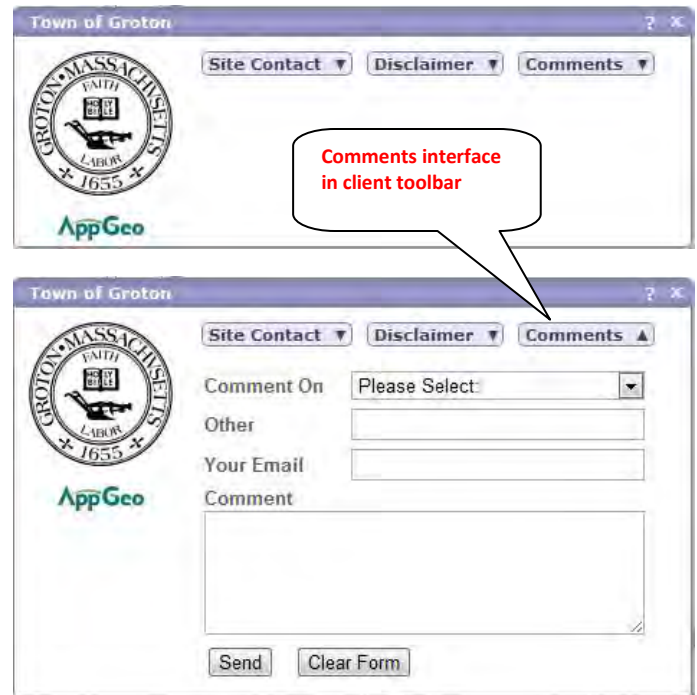 Town of Groton ? ×
Site Contact ▼ Disclaimer ▼ Comments ▼
GROTON • MASSACHVSETTS
FAITH
HOLY BIBLE
LABOR
1655
AppGeo
Comments interface
in client toolbar
Town of Groton ? ×
Site Contact ▼ Disclaimer ▼ Comments ▲
GROTON • MASSACHVSETTS
FAITH
HOLY BIBLE
LABOR
1655
AppGeo
Comment On Please Select:
Other
Your Email
Comment
Send Clear Form